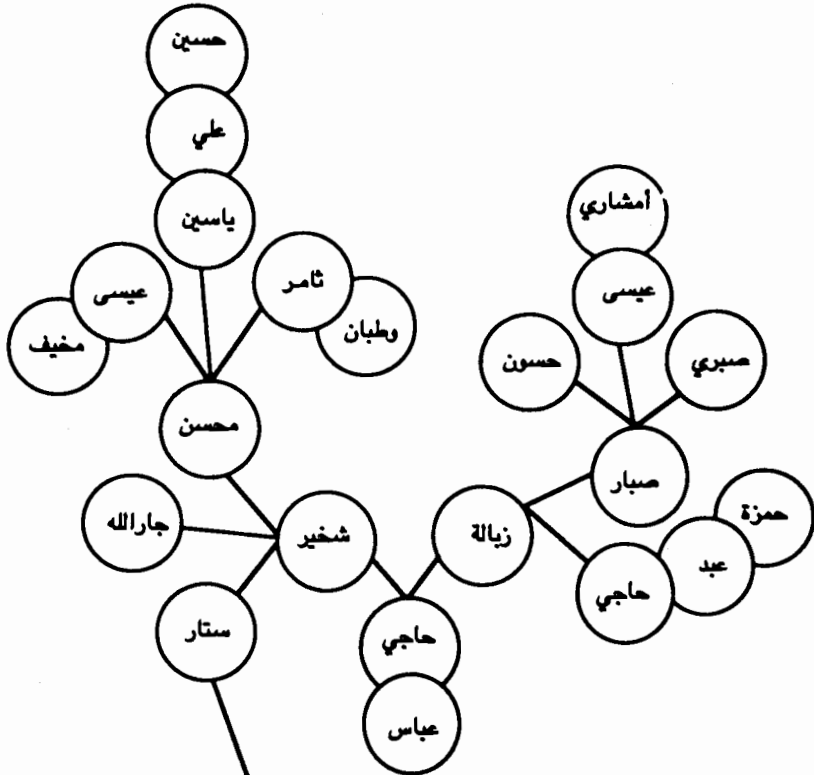 حسين
علي
ياسين
أمشاري
عيسى
ثامر
عيسى
وطبان
مخيف
صبري
حسون
محسن
صبار
حمزة
جارالله
شخير
زبالة
عبد
حاجي
ستار
حاجي
عباس